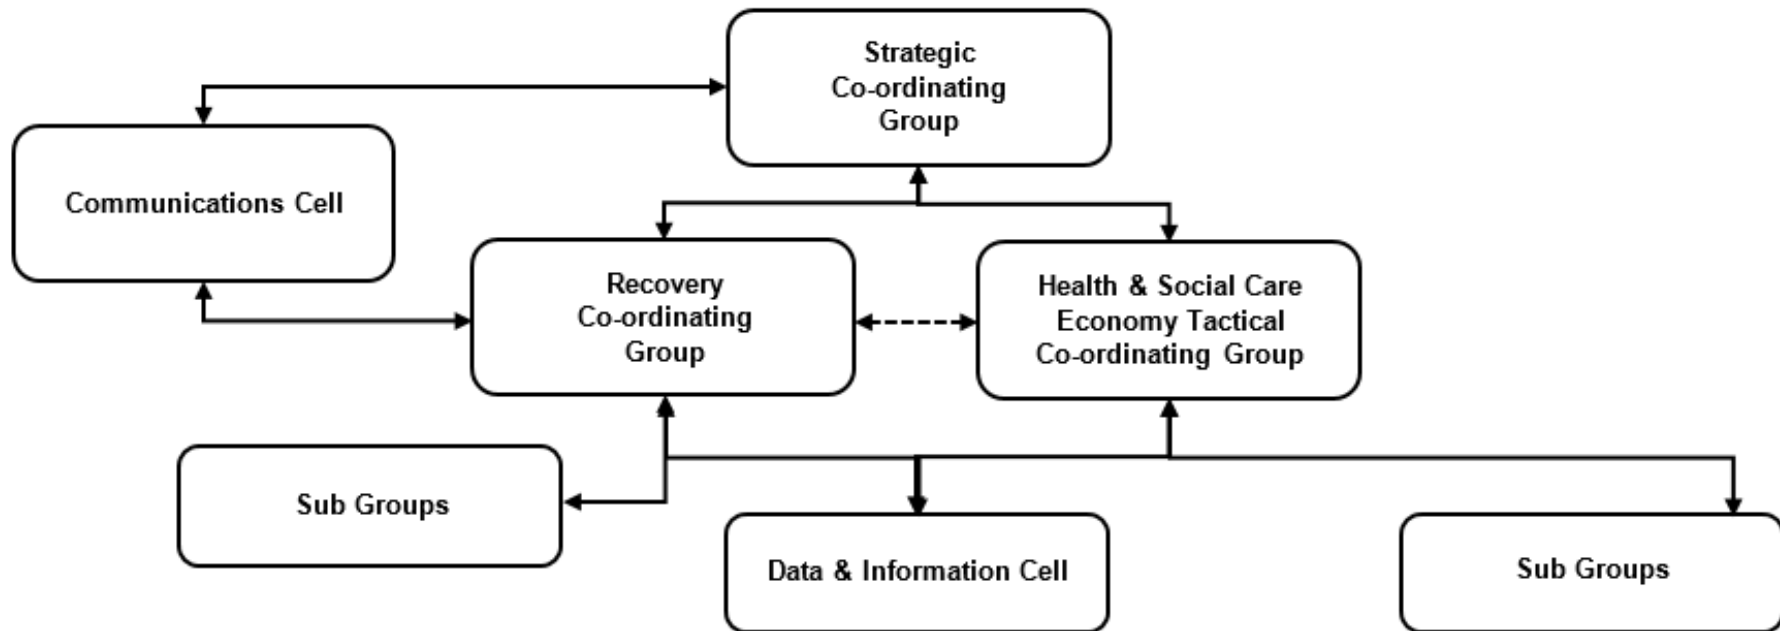 Strategic
Co-ordinating
Group
Communications Cell
Recovery
Co-ordinating
Group
Health & Social Care
Economy Tactical
Co-ordinating Group
Sub Groups
Data & Information Cell
Sub Groups